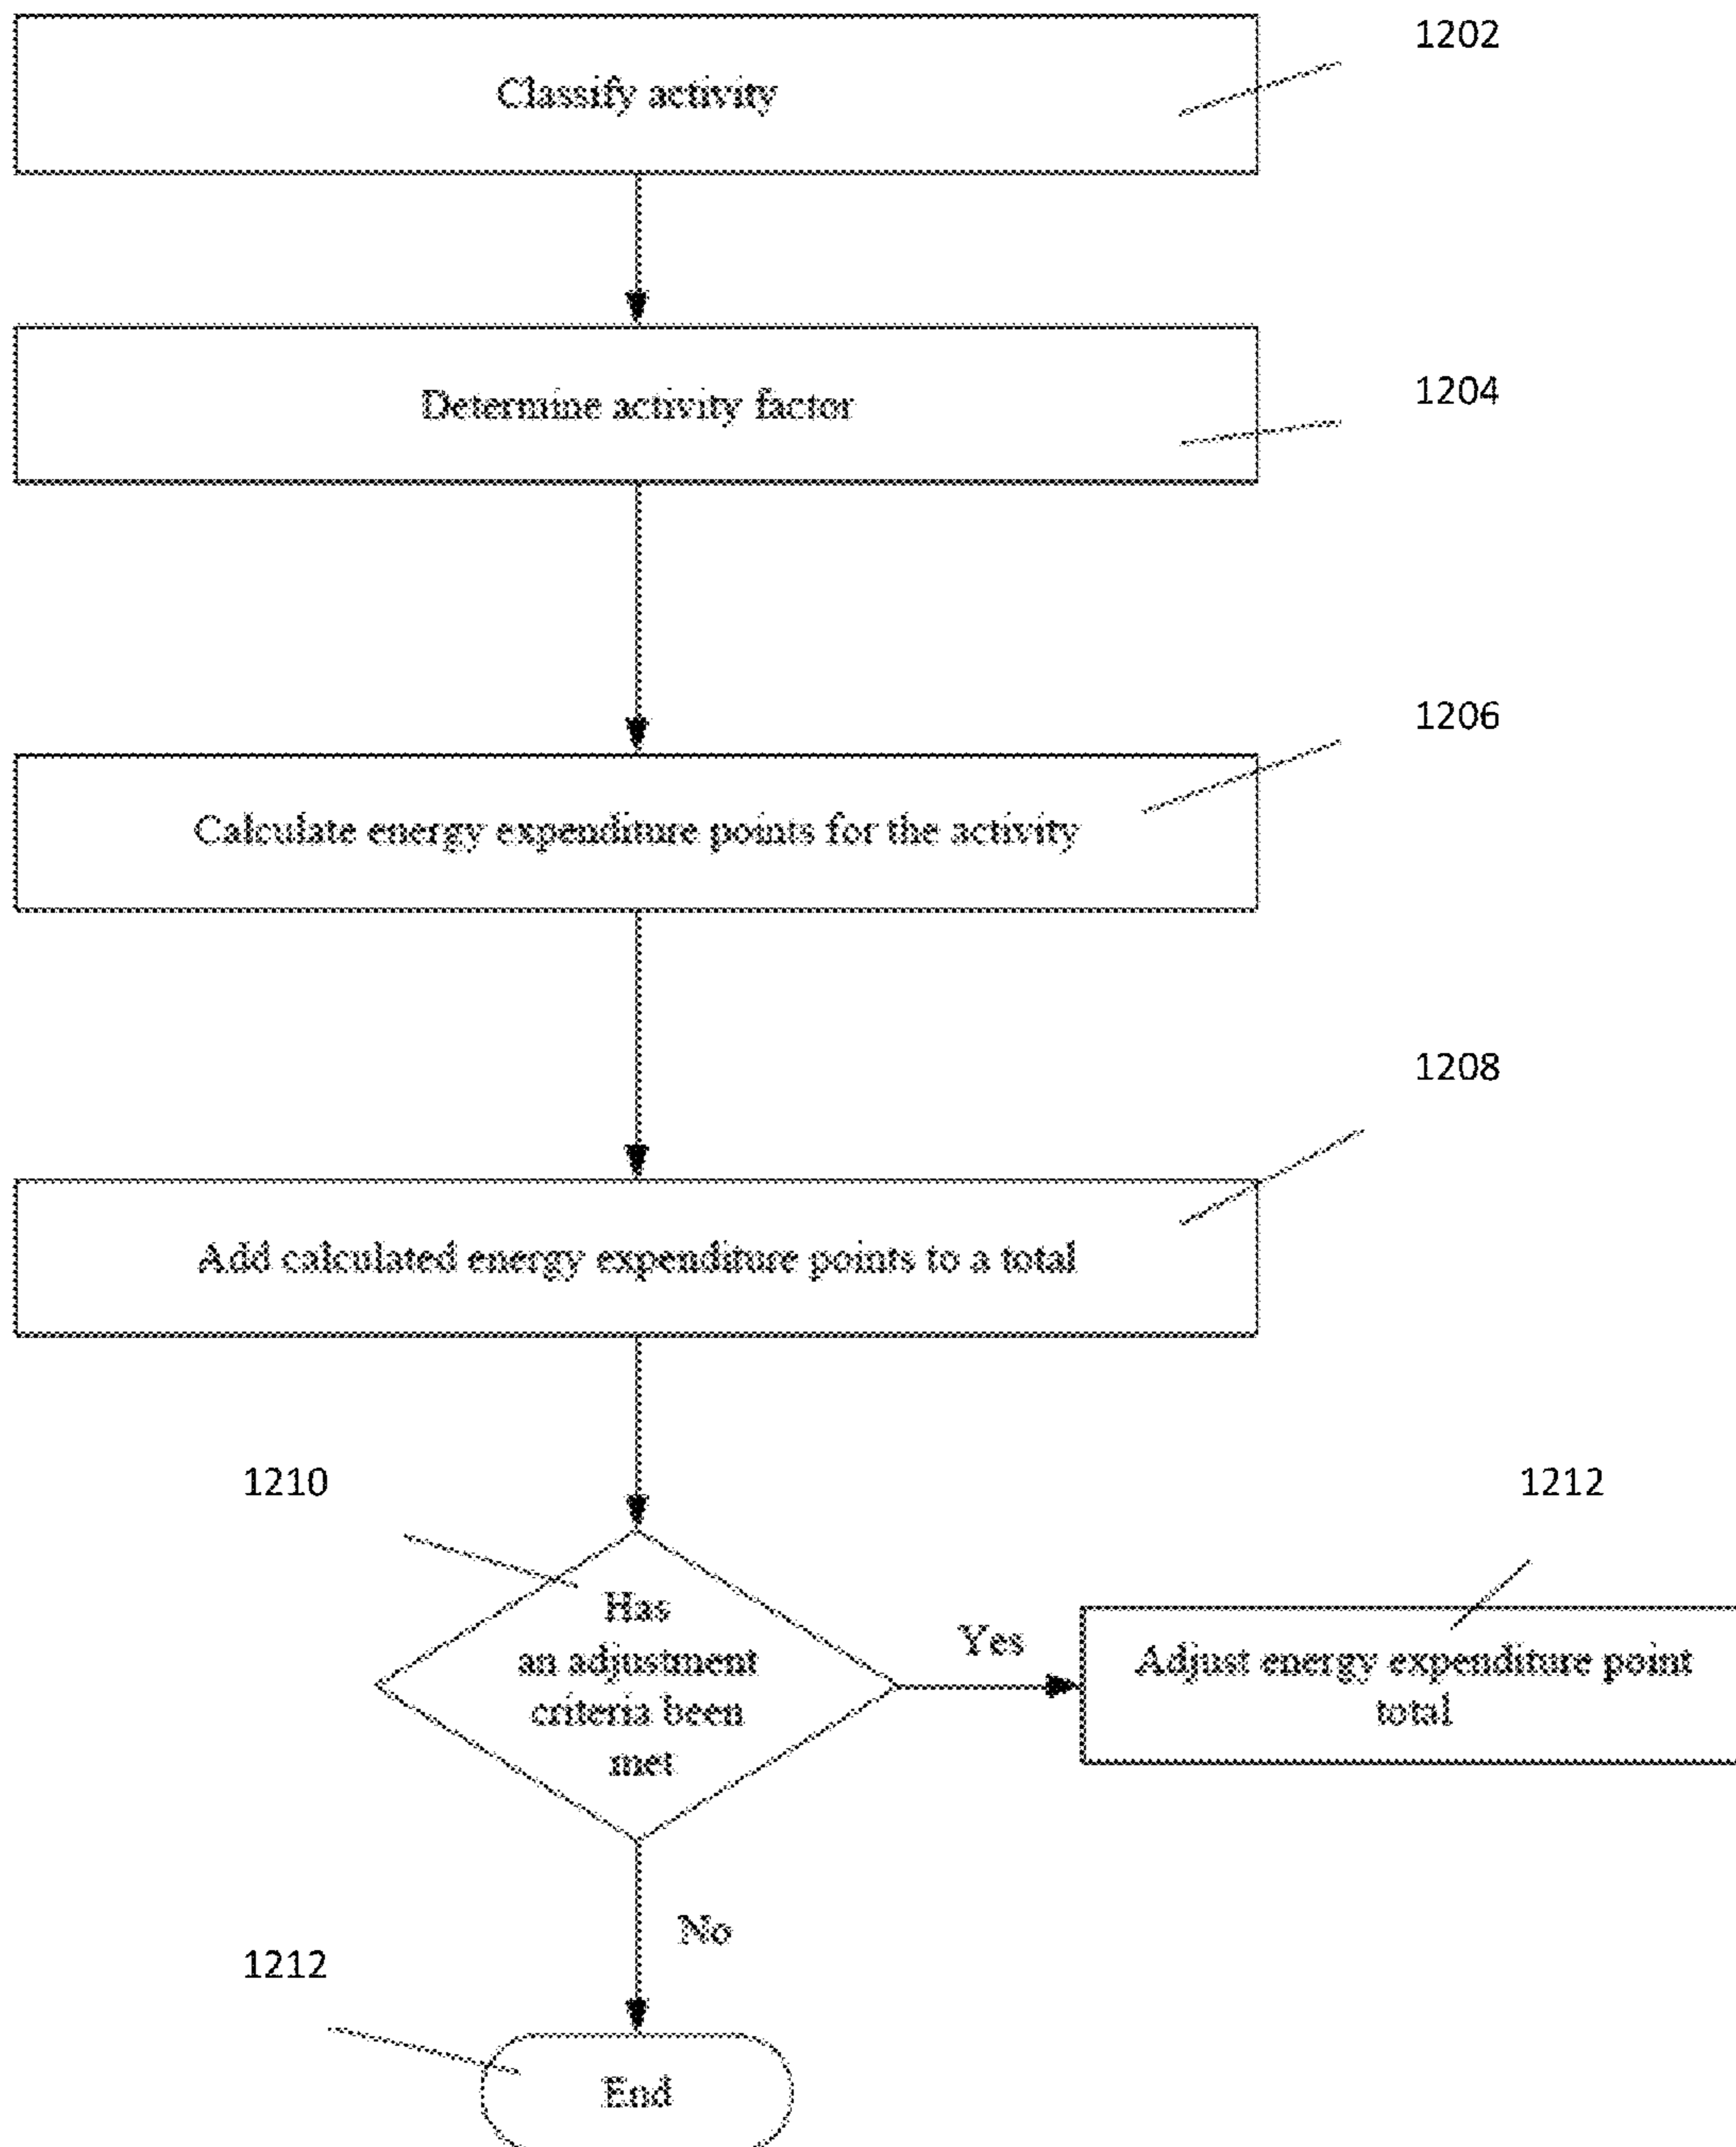 1202
Classify activity
1204
Determine activity factor
1206
Calculate energy expenditure points for the activity
1208
Add calculated energy expenditure points to a total
1210
1212
Has
an adjustment
criteria been
met
Yes
Adjust energy expenditure point
total
No
1212
End